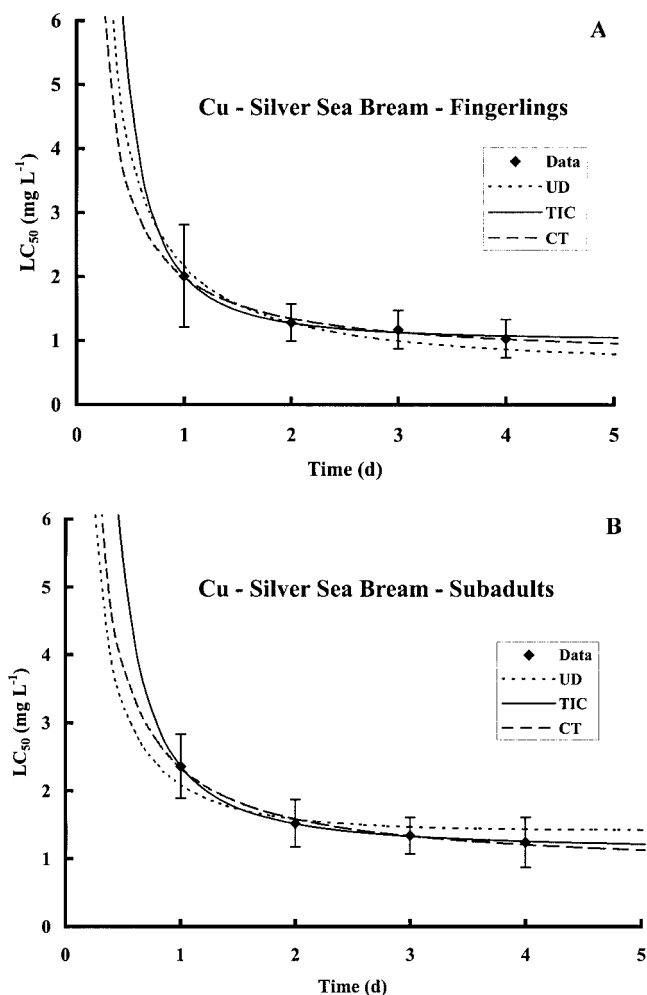 A
Cu - Silver Sea Bream - Fingerlings
Data
UD
TIC
CT
LC₅₀ (mg L⁻¹)
6
5
4
3
2
1
0
0 1 2 3 4 5
Time (d)
B
Cu - Silver Sea Bream - Subadults
Data
UD
TIC
CT
LC₅₀ (mg L⁻¹)
6
5
4
3
2
1
0
0 1 2 3 4 5
Time (d)